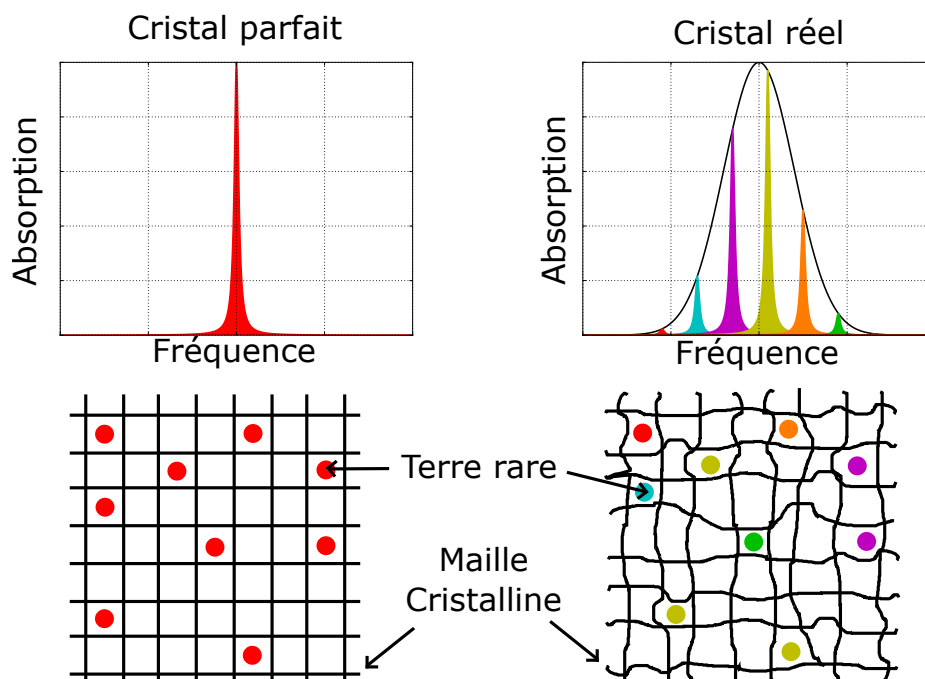 Cristal parfait
Cristal réel
Absorption
Absorption
Fréquence
Fréquence
Terre rare
Maille
Cristalline